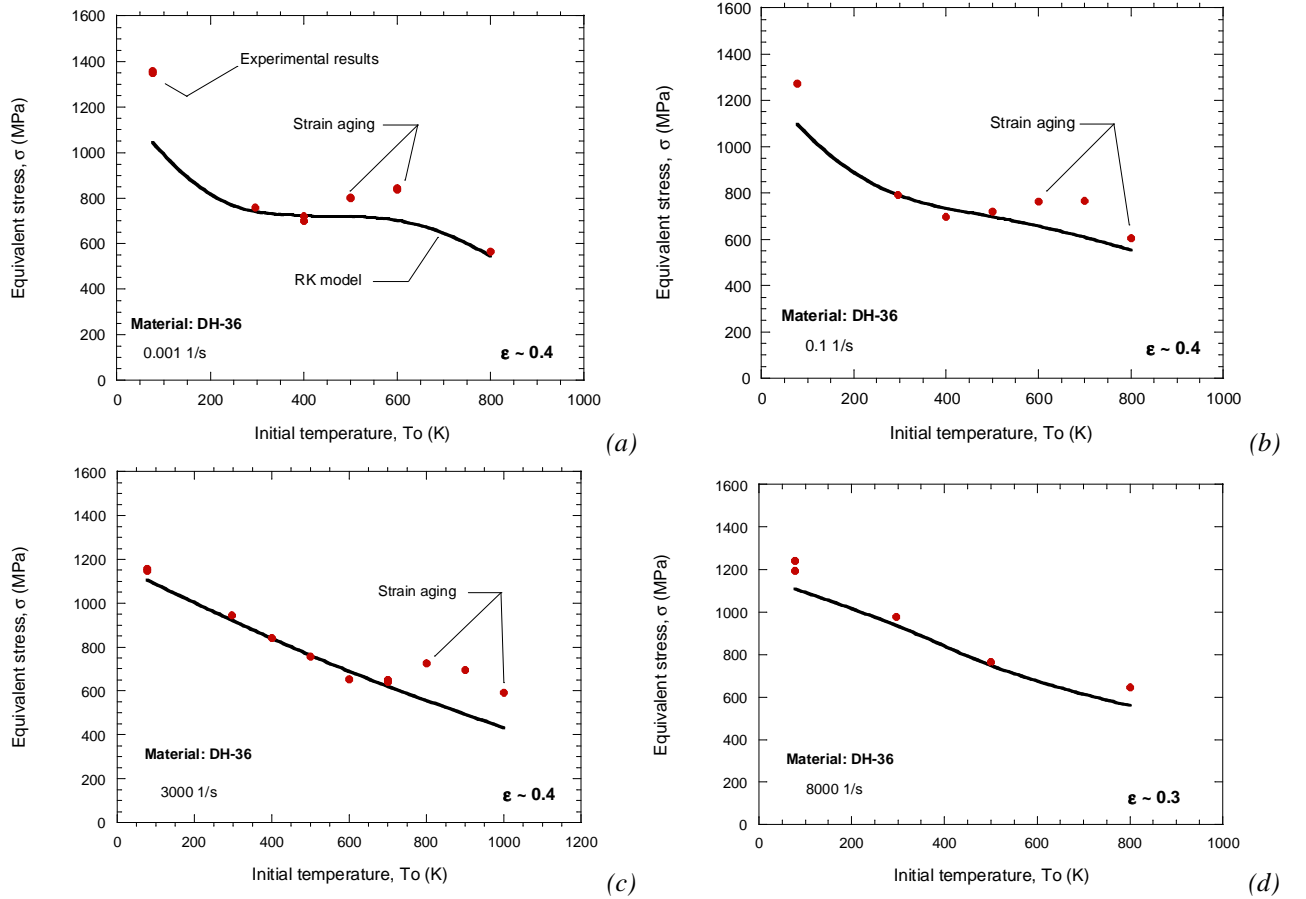 1600
1400
1200
1000
800
600
400
200
0
Equivalent stress, σ (MPa)
Experimental results
Strain aging
RK model
Material: DH-36
0.001 1/s
ε ~ 0.4
0 200 400 600 800 1000
Initial temperature, To (K)
(a)
1600
1400
1200
1000
800
600
400
200
0
Equivalent stress, σ (MPa)
Strain aging
Material: DH-36
0.1 1/s
ε ~ 0.4
0 200 400 600 800 1000
Initial temperature, To (K)
(b)
1600
1400
1200
1000
800
600
400
200
0
Equivalent stress, σ (MPa)
Strain aging
Material: DH-36
3000 1/s
ε ~ 0.4
0 200 400 600 800 1000 1200
Initial temperature, To (K)
(c)
1600
1400
1200
1000
800
600
400
200
0
Equivalent stress, σ (MPa)
Material: DH-36
8000 1/s
ε ~ 0.3
0 200 400 600 800 1000
Initial temperature, To (K)
(d)